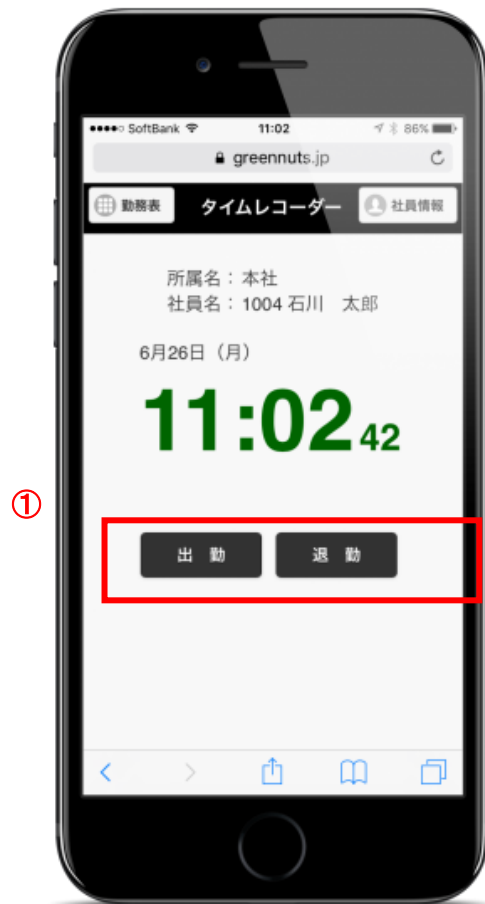 SoftBank 11:02 86%
greennuts.jp
勤務表 タイムレコーダー 社員情報
所属名：本社
社員名：1004 石川　太郎
6月26日（月）
11:02 42
①
出　勤 退　勤